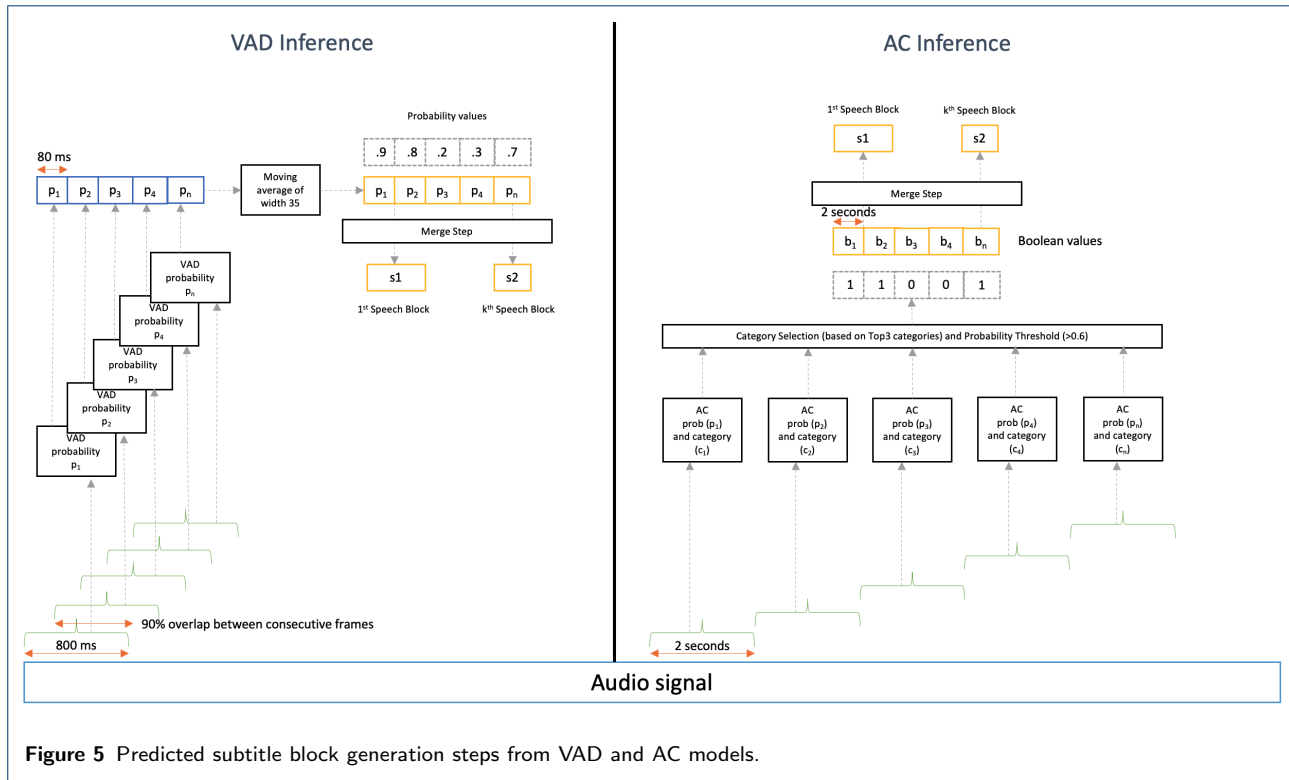 VAD Inference
80 ms
p1 p2 p3 p4 pn
Moving
average of
width 35
Probability values
.9 .8 .2 .3 .7
p1 p2 p3 p4 pn
Merge Step
s1 s2
1st Speech Block kth Speech Block
VAD
probability
pn
VAD
probability
p4
VAD
probability
p3
VAD
probability
p2
VAD
probability
p1
90% overlap between consecutive frames
800 ms
AC Inference
1st Speech Block kth Speech Block
s1 s2
Merge Step
2 seconds
b1 b2 b3 b4 bn Boolean values
1 1 0 0 1
Category Selection (based on Top3 categories) and Probability Threshold (>0.6)
AC
prob (p1)
and category
(c1)
AC
prob (p2)
and category
(c2)
AC
prob (p3)
and category
(c3)
AC
prob (p4)
and category
(c4)
AC
prob (pn)
and category
(cn)
2 seconds
Audio signal
Figure 5 Predicted subtitle block generation steps from VAD and AC models.